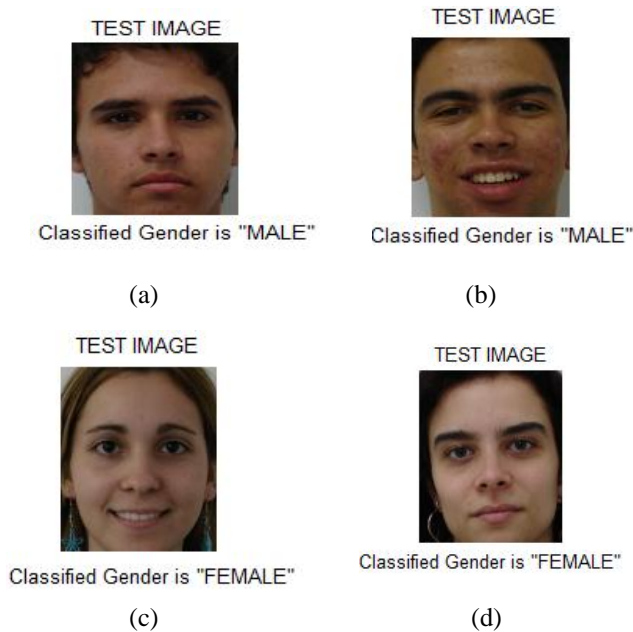 TEST IMAGE
Classified Gender is "MALE"
(a)
TEST IMAGE
Classified Gender is "MALE"
(b)
TEST IMAGE
Classified Gender is "FEMALE"
(c)
TEST IMAGE
Classified Gender is "FEMALE"
(d)